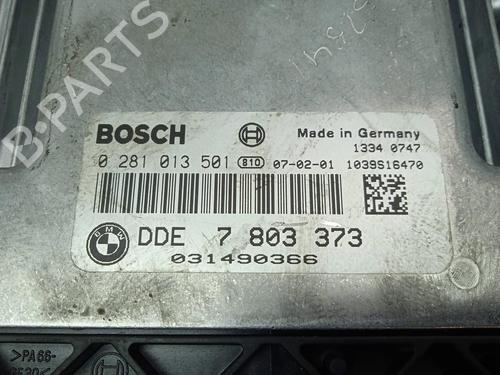 B-PARTS
BOSCH
Made in Germany
1334 0747
0 281 013 501 810 07-02-01 1039S16470
BMW
DDE 7 803 373
031490366
>PA66-